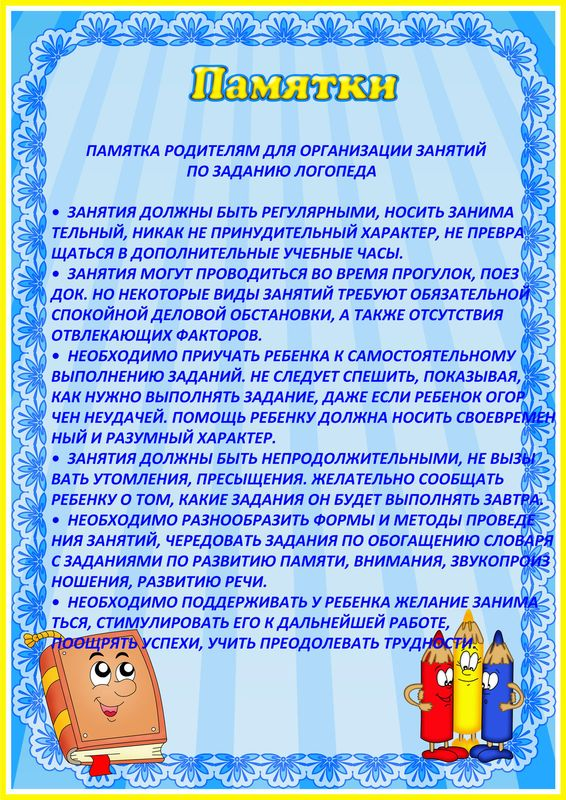 Памятки
ПАМЯТКА РОДИТЕЛЯМ ДЛЯ ОРГАНИЗАЦИИ ЗАНЯТИЙ
ПО ЗАДАНИЮ ЛОГОПЕДА
• ЗАНЯТИЯ ДОЛЖНЫ БЫТЬ РЕГУЛЯРНЫМИ, НОСИТЬ ЗАНИМА
ТЕЛЬНЫЙ, НИКАК НЕ ПРИНУДИТЕЛЬНЫЙ ХАРАКТЕР, НЕ ПРЕВРА
ЩАТЬСЯ В ДОПОЛНИТЕЛЬНЫЕ УЧЕБНЫЕ ЧАСЫ.
• ЗАНЯТИЯ МОГУТ ПРОВОДИТЬСЯ ВО ВРЕМЯ ПРОГУЛОК, ПОЕЗ
ДОК. НО НЕКОТОРЫЕ ВИДЫ ЗАНЯТИЙ ТРЕБУЮТ ОБЯЗАТЕЛЬНОЙ
СПОКОЙНОЙ ДЕЛОВОЙ ОБСТАНОВКИ, А ТАКЖЕ ОТСУТСТВИЯ
ОТВЛЕКАЮЩИХ ФАКТОРОВ.
• НЕОБХОДИМО ПРИУЧАТЬ РЕБЕНКА К САМОСТОЯТЕЛЬНОМУ
ВЫПОЛНЕНИЮ ЗАДАНИЙ. НЕ СЛЕДУЕТ СПЕШИТЬ, ПОКАЗЫВАЯ,
КАК НУЖНО ВЫПОЛНЯТЬ ЗАДАНИЕ, ДАЖЕ ЕСЛИ РЕБЕНОК ОГОР
ЧЕН НЕУДАЧЕЙ. ПОМОЩЬ РЕБЕНКУ ДОЛЖНА НОСИТЬ СВОЕВРЕМЕН
НЫЙ И РАЗУМНЫЙ ХАРАКТЕР.
• ЗАНЯТИЯ ДОЛЖНЫ БЫТЬ НЕПРОДОЛЖИТЕЛЬНЫМИ, НЕ ВЫЗЫ
ВАТЬ УТОМЛЕНИЯ, ПРЕСЫЩЕНИЯ. ЖЕЛАТЕЛЬНО СООБЩАТЬ
РЕБЕНКУ О ТОМ, КАКИЕ ЗАДАНИЯ ОН БУДЕТ ВЫПОЛНЯТЬ ЗАВТРА.
• НЕОБХОДИМО РАЗНООБРАЗИТЬ ФОРМЫ И МЕТОДЫ ПРОВЕДЕ
НИЯ ЗАНЯТИЙ, ЧЕРЕДОВАТЬ ЗАДАНИЯ ПО ОБОГАЩЕНИЮ СЛОВАРЯ
С ЗАДАНИЯМИ ПО РАЗВИТИЮ ПАМЯТИ, ВНИМАНИЯ, ЗВУКОПРОИЗ
НОШЕНИЯ, РАЗВИТИЮ РЕЧИ.
• НЕОБХОДИМО ПОДДЕРЖИВАТЬ У РЕБЕНКА ЖЕЛАНИЕ ЗАНИМА
ТЬСЯ, СТИМУЛИРОВАТЬ ЕГО К ДАЛЬНЕЙШЕЙ РАБОТЕ,
ПООЩРЯТЬ УСПЕХИ, УЧИТЬ ПРЕОДОЛЕВАТЬ ТРУДНОСТИ.